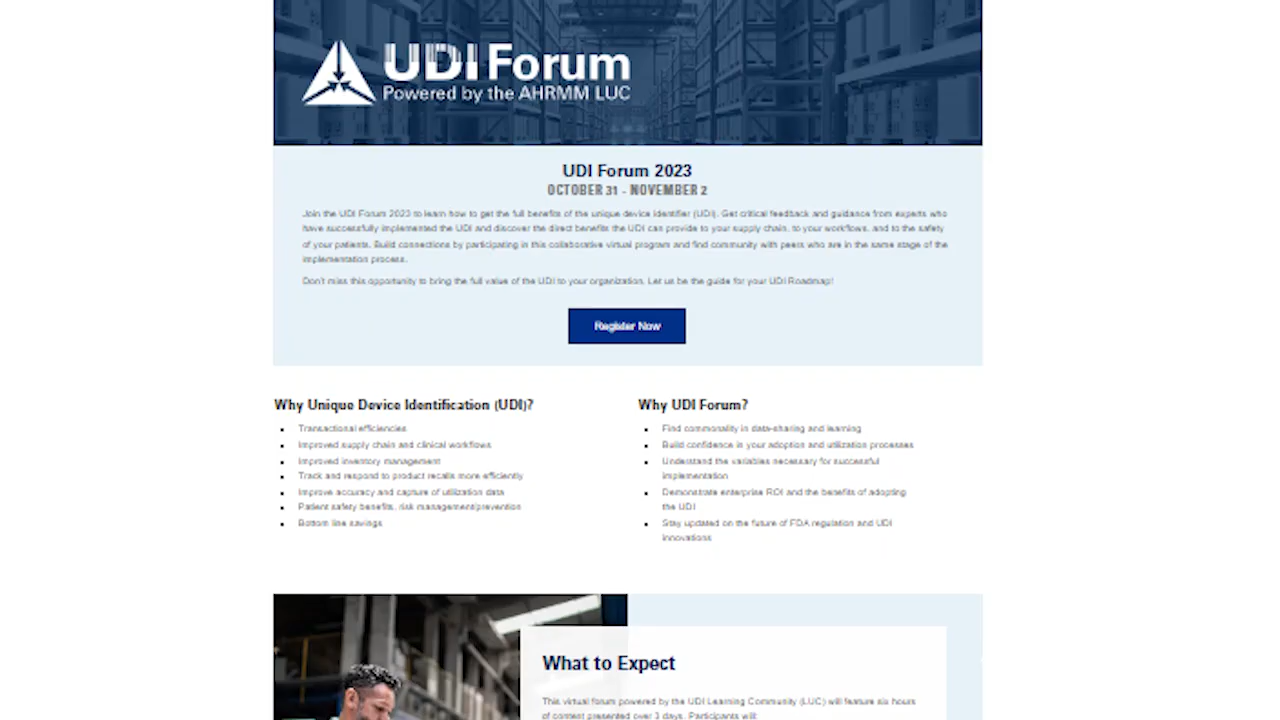 UDI Forum
Powered by the AHRMM LUC
UDI Forum 2023
OCTOBER 31 - NOVEMBER 2
Join the UDI Forum 2023 to learn how to get the full benefits of the unique device identifier (UDI). Get critical feedback and guidance from experts who
have successfully implemented the UDI and discover the direct benefits the UDI can provide to your supply chain, to your workflows, and to the safety
of your patients. Build connections by participating in this collaborative virtual program and find community with peers who are in the same stage of the
implementation process.
Don't miss this opportunity to bring the full value of the UDI to your organization. Let us be the guide for your UDI Roadmap!
Register Now
Why Unique Device Identification (UDI)?
Transactional efficiencies
Improved supply chain and clinical workflows
Improved inventory management
Track and respond to product recalls more efficiently
Improve accuracy and capture of utilization data
Patient safety benefits, risk management/prevention
Bottom line savings
Why UDI Forum?
Find commonality in data-sharing and learning
Build confidence in your adoption and utilization processes
Understand the variables necessary for successful
implementation
Demonstrate enterprise ROI and the benefits of adopting
the UDI
Stay updated on the future of FDA regulation and UDI
innovations
What to Expect
This virtual forum powered by the UDI Learning Community (LUC) will feature six hours
of content presented over 3 days. Participants will: